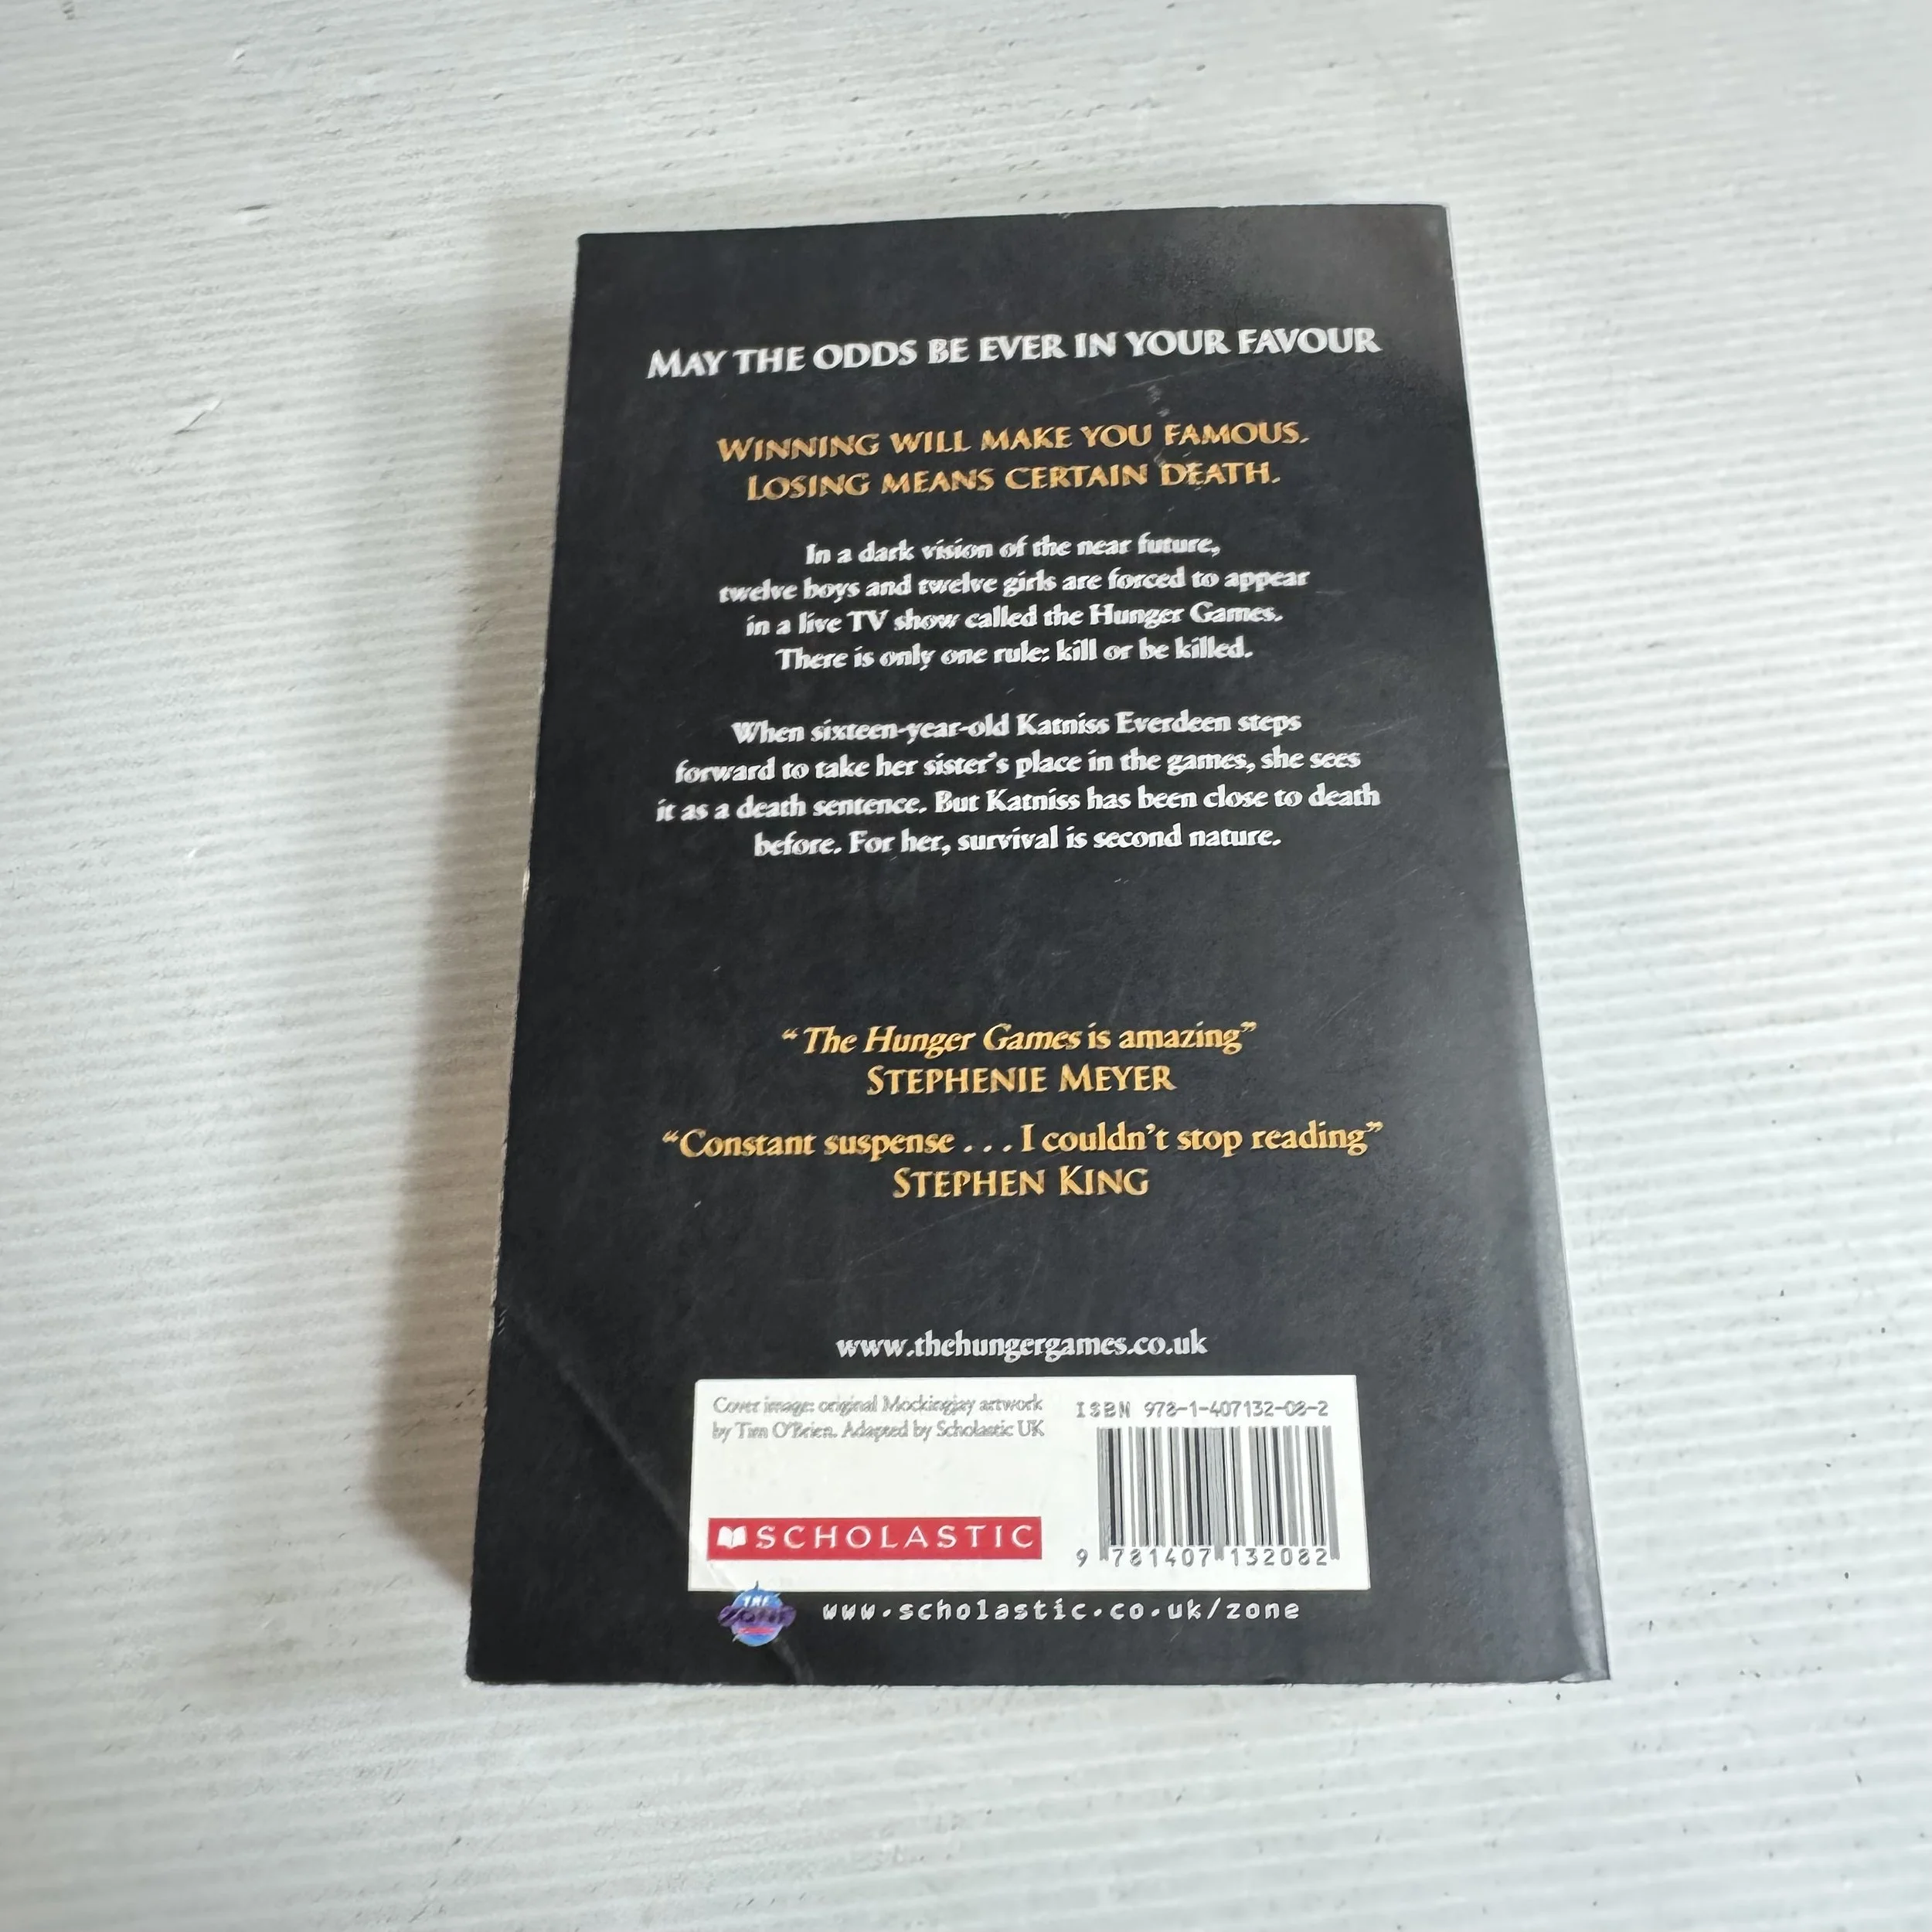 MAY THE ODDS BE EVER IN YOUR FAVOUR
WINNING WILL MAKE YOU FAMOUS.
LOSING MEANS CERTAIN DEATH.
In a dark vision of the near future,
twelve boys and twelve girls are forced to appear
in a live TV show called the Hunger Games.
There is only one rule: kill or be killed.
When sixteen-year-old Katniss Everdeen steps
forward to take her sister's place in the games, she sees
it as a death sentence. But Katniss has been close to death
before. For her, survival is second nature.
“The Hunger Games is amazing”
STEPHENIE MEYER
“Constant suspense . . . I couldn't stop reading”
STEPHEN KING
www.thehungergames.co.uk
Cover image: original Mockingjay artwork
by Tim O'Brien. Adapted by Scholastic UK
ISBN 978-1-407132-08-2
SCHOLASTIC
9 781407 132082
THE ZONE
www.scholastic.co.uk/zone